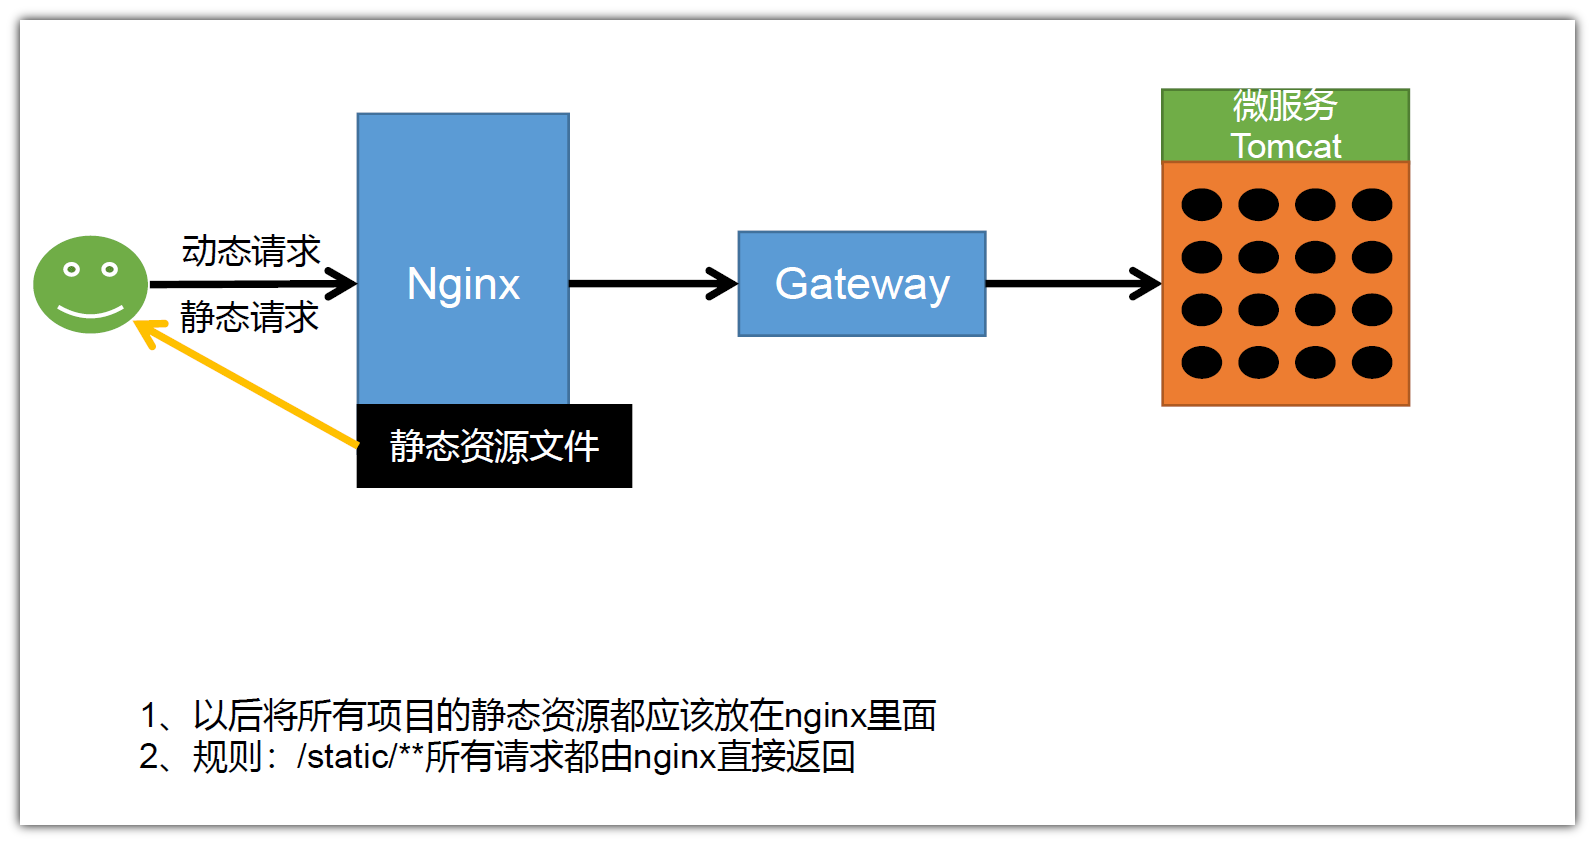 微服务
Tomcat
动态请求
静态请求
Nginx
Gateway
静态资源文件
1、以后将所有项目的静态资源都应该放在nginx里面
2、规则：/static/**所有请求都由nginx直接返回